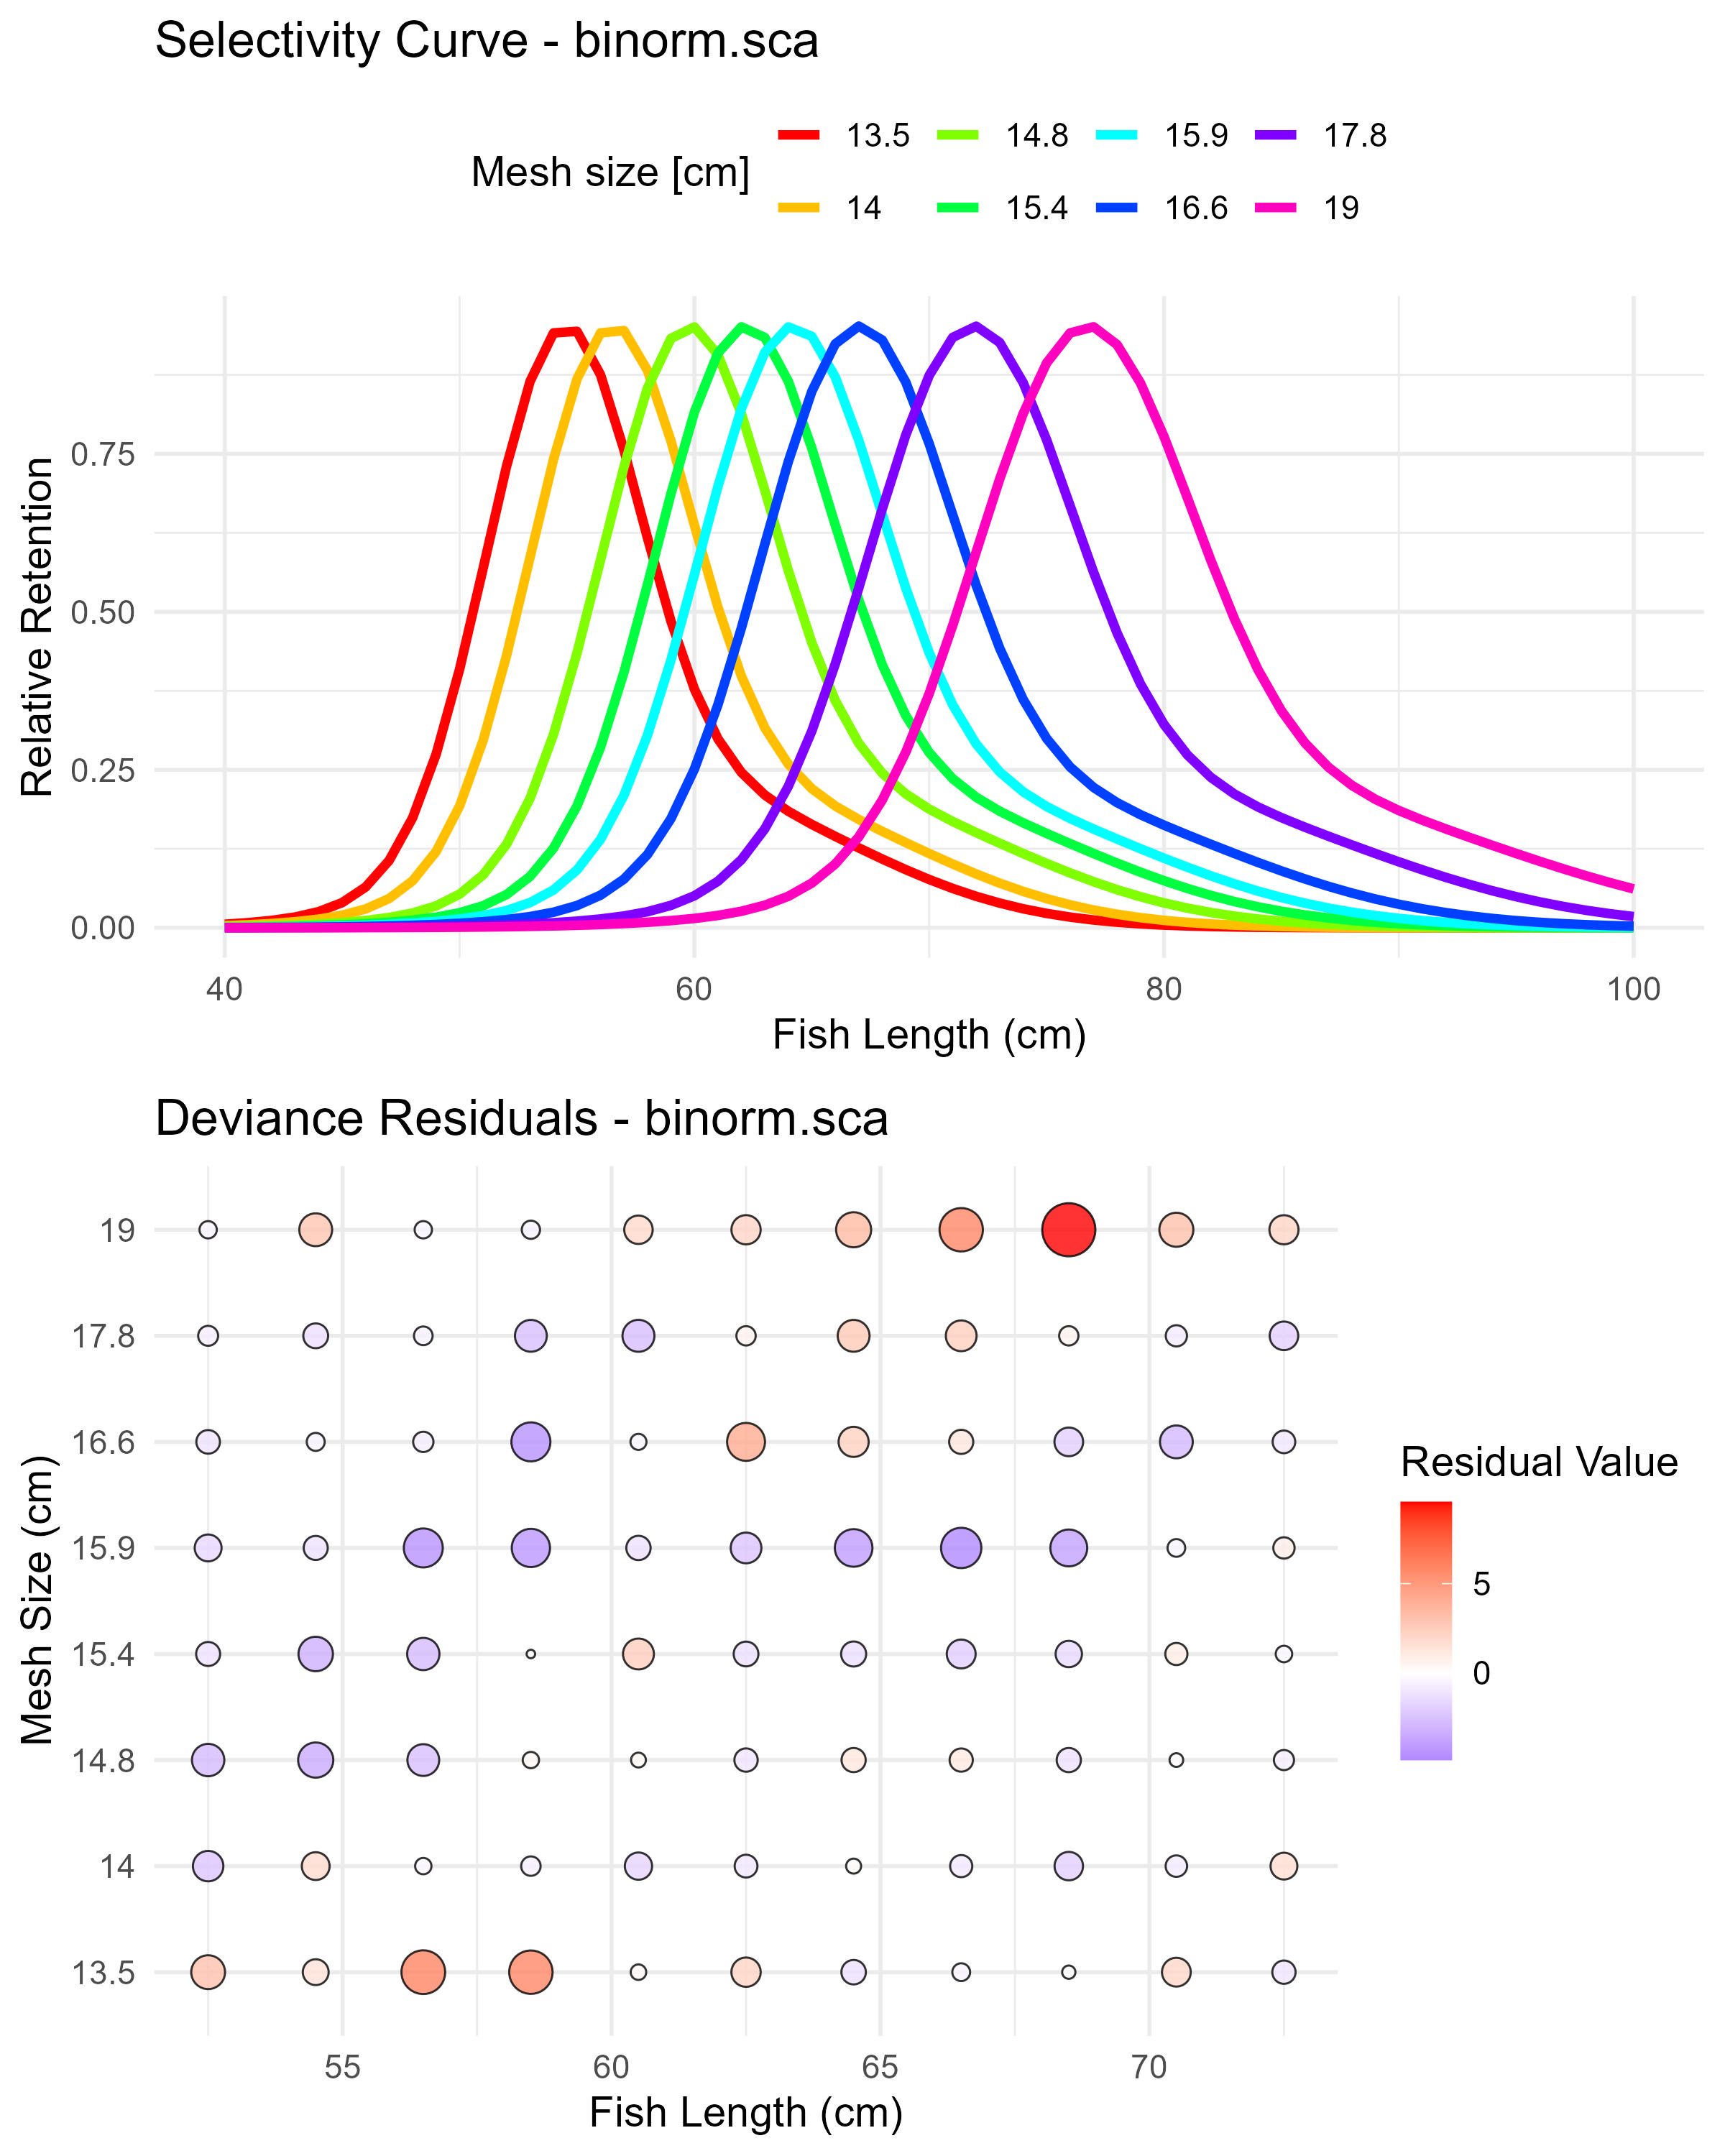 Selectivity Curve - binorm.sca
Mesh size [cm]
13.5 14.8 15.9 17.8
14 15.4 16.6 19
Relative Retention
0.75
0.50
0.25
0.00
40 60 80 100
Fish Length (cm)
Deviance Residuals - binorm.sca
Mesh Size (cm)
19
17.8
16.6
15.9
15.4
14.8
14
13.5
55 60 65 70
Fish Length (cm)
Residual Value
5
0